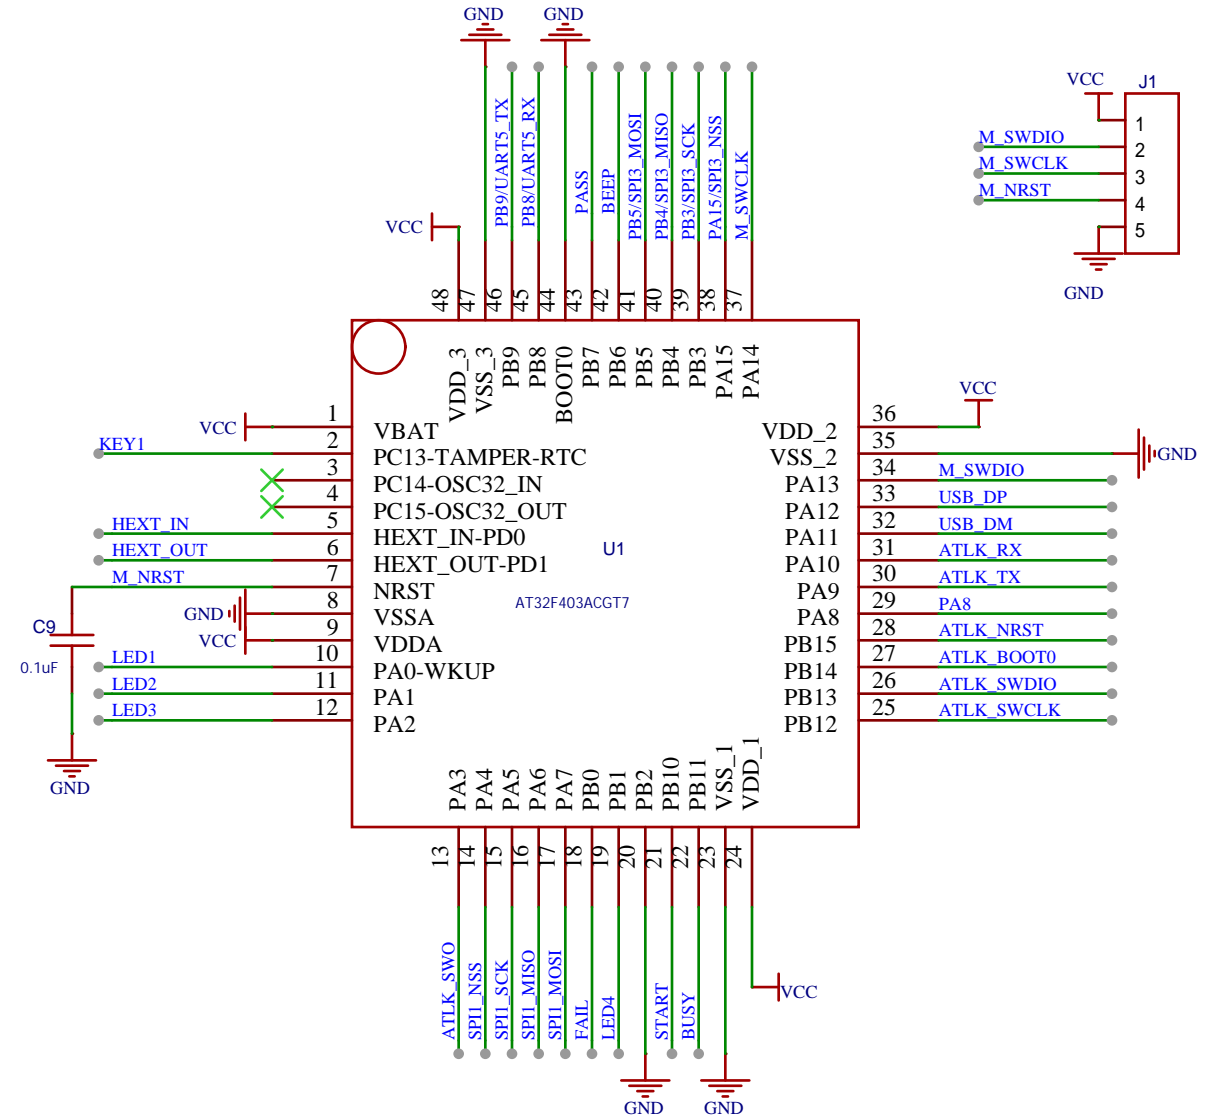 GND GND
VCC J1
1
M_SWDIO 2
M_SWCLK 3
M_NRST 4
5
GND
PB9/UART5_TX
PB8/UART5_RX
PASS
BEEP
PB5/SPI3_MOSI
PB4/SPI3_MISO
PB3/SPI3_SCK
PA15/SPI3_NSS
M_SWCLK
VCC
48 47 46 45 44 43 42 41 40 39 38 37
VDD_3
VSS_3
PB9
PB8
BOOT0
PB7
PB6
PB5
PB4
PB3
PA15
PA14
VCC 1 VBAT
KEY1 2 PC13-TAMPER-RTC
3 PC14-OSC32_IN
4 PC15-OSC32_OUT
HEXT_IN 5 HEXT_IN-PD0
HEXT_OUT 6 HEXT_OUT-PD1
M_NRST 7 NRST
GND 8 VSSA
VCC 9 VDDA
LED1 10 PA0-WKUP
LED2 11 PA1
LED3 12 PA2
C9
0.1uF
GND
U1
AT32F403ACGT7
VCC
VDD_2 36
VSS_2 35 GND
PA13 34 M_SWDIO
PA12 33 USB_DP
PA11 32 USB_DM
PA10 31 ATLK_RX
PA9 30 ATLK_TX
PA8 29 PA8
PB15 28 ATLK_NRST
PB14 27 ATLK_BOOT0
PB13 26 ATLK_SWDIO
PB12 25 ATLK_SWCLK
PA3
PA4
PA5
PA6
PA7
PB0
PB1
PB2
PB10
PB11
VSS_1
VDD_1
13 14 15 16 17 18 19 20 21 22 23 24
ATLK_SWO
SPI1_NSS
SPI1_SCK
SPI1_MISO
SPI1_MOSI
FAIL
LED4
START
BUSY
VCC
GND GND